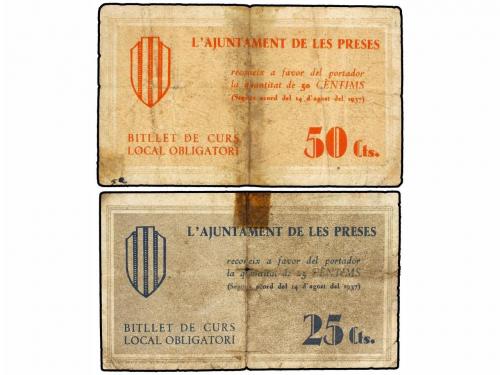 L'AJUNTAMENT DE LES PRESES
reconeix a favor del portador
la quantitat de 50 CÈNTIMS
(Segons acord del 14 d'agost del 1937)
BITLLET DE CURS
LOCAL OBLIGATORI
50 Cts.
L'AJUNTAMENT DE LES PRESES
reconeix a favor del portador
la quantitat de 25 CÈNTIMS
(Segons acord del 14 d'agost del 1937)
BITLLET DE CURS
LOCAL OBLIGATORI
25 Cts.